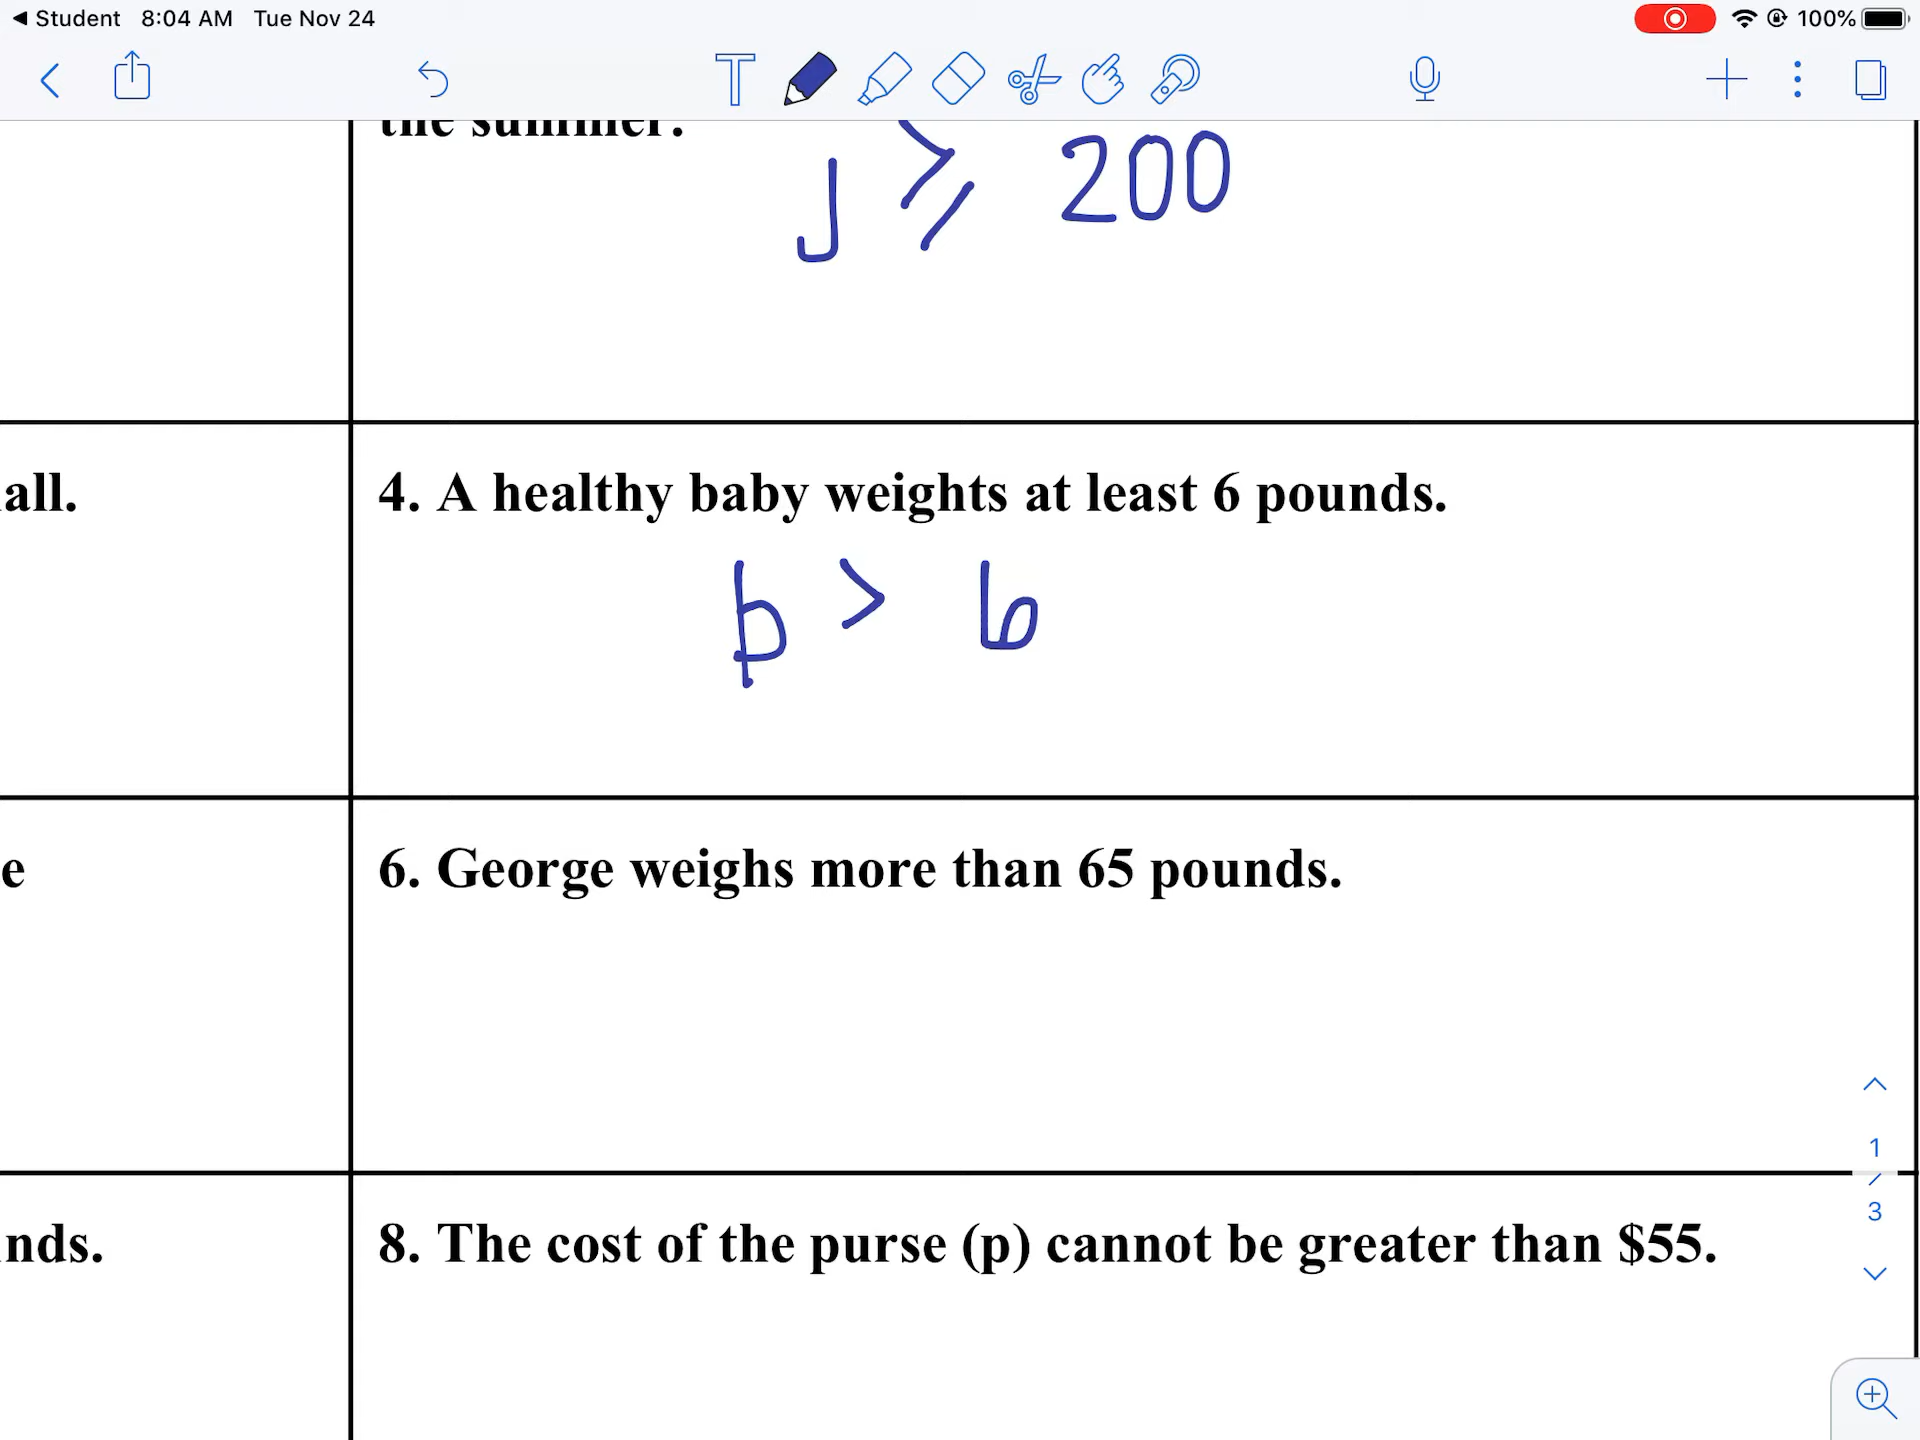 ◀ Student 8:04 AM Tue Nov 24 100%
T
the summer.
J ⩾ 200
all.
4. A healthy baby weights at least 6 pounds.
b > 6
e
6. George weighs more than 65 pounds.
1
/
3
nds.
8. The cost of the purse (p) cannot be greater than $55.